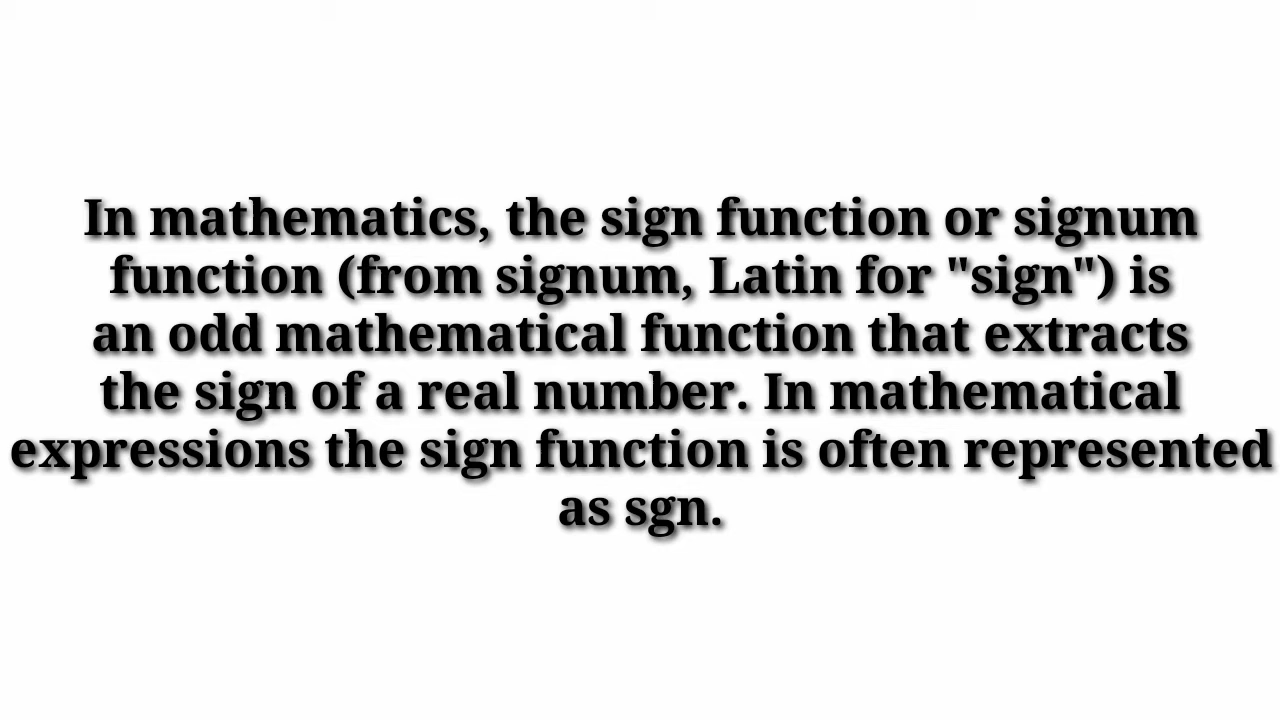 In mathematics, the sign function or signum
function (from signum, Latin for "sign") is
an odd mathematical function that extracts
the sign of a real number. In mathematical
expressions the sign function is often represented
as sgn.